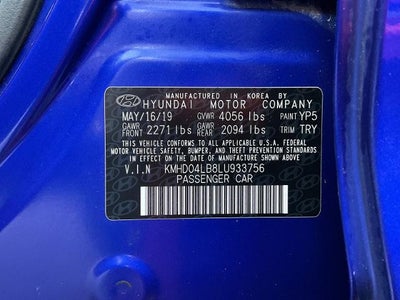 MANUFACTURED IN KOREA BY
HYUNDAI MOTOR COMPANY
MAY/16/19 GVWR 4056 lbs PAINT YP5
GAWR FRONT 2271 lbs GAWR REAR 2094 lbs TRIM TRY
THIS VEHICLE CONFORMS TO ALL APPLICABLE
U.S. FEDERAL MOTOR VEHICLE SAFETY, BUMPER, AND THEFT
PREVENTION STANDARDS IN EFFECT ON THE DATE OF
MANUFACTURE SHOWN ABOVE.
V.I.N KMHD04LB8LU933756
PASSENGER CAR